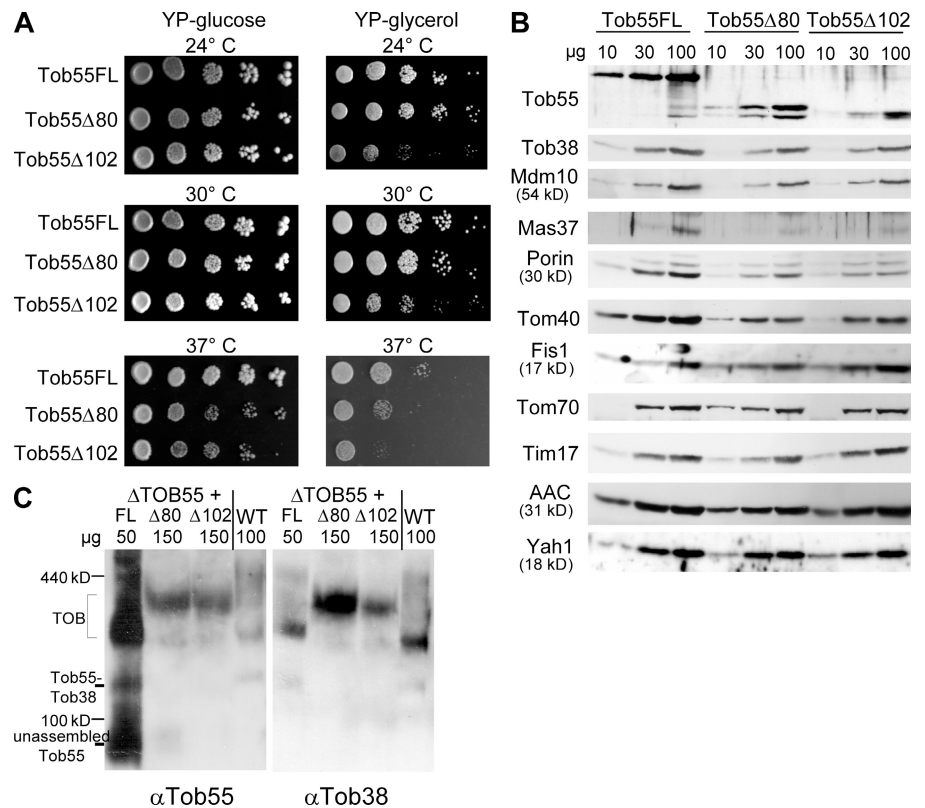 A
YP-glucose YP-glycerol
24° C 24° C
Tob55FL
Tob55Δ80
Tob55Δ102
30° C 30° C
Tob55FL
Tob55Δ80
Tob55Δ102
37° C 37° C
Tob55FL
Tob55Δ80
Tob55Δ102
B
Tob55FL Tob55Δ80 Tob55Δ102
µg 10 30 100 10 30 100 10 30 100
Tob55
Tob38
Mdm10
(54 kD)
Mas37
Porin
(30 kD)
Tom40
Fis1
(17 kD)
Tom70
Tim17
AAC
(31 kD)
Yah1
(18 kD)
C
ΔTOB55 + ΔTOB55 +
FL Δ80 Δ102 WT FL Δ80 Δ102 WT
µg 50 150 150 100 50 150 150 100
440 kD
TOB
Tob55-
Tob38
100 kD
unassembled
Tob55
αTob55 αTob38